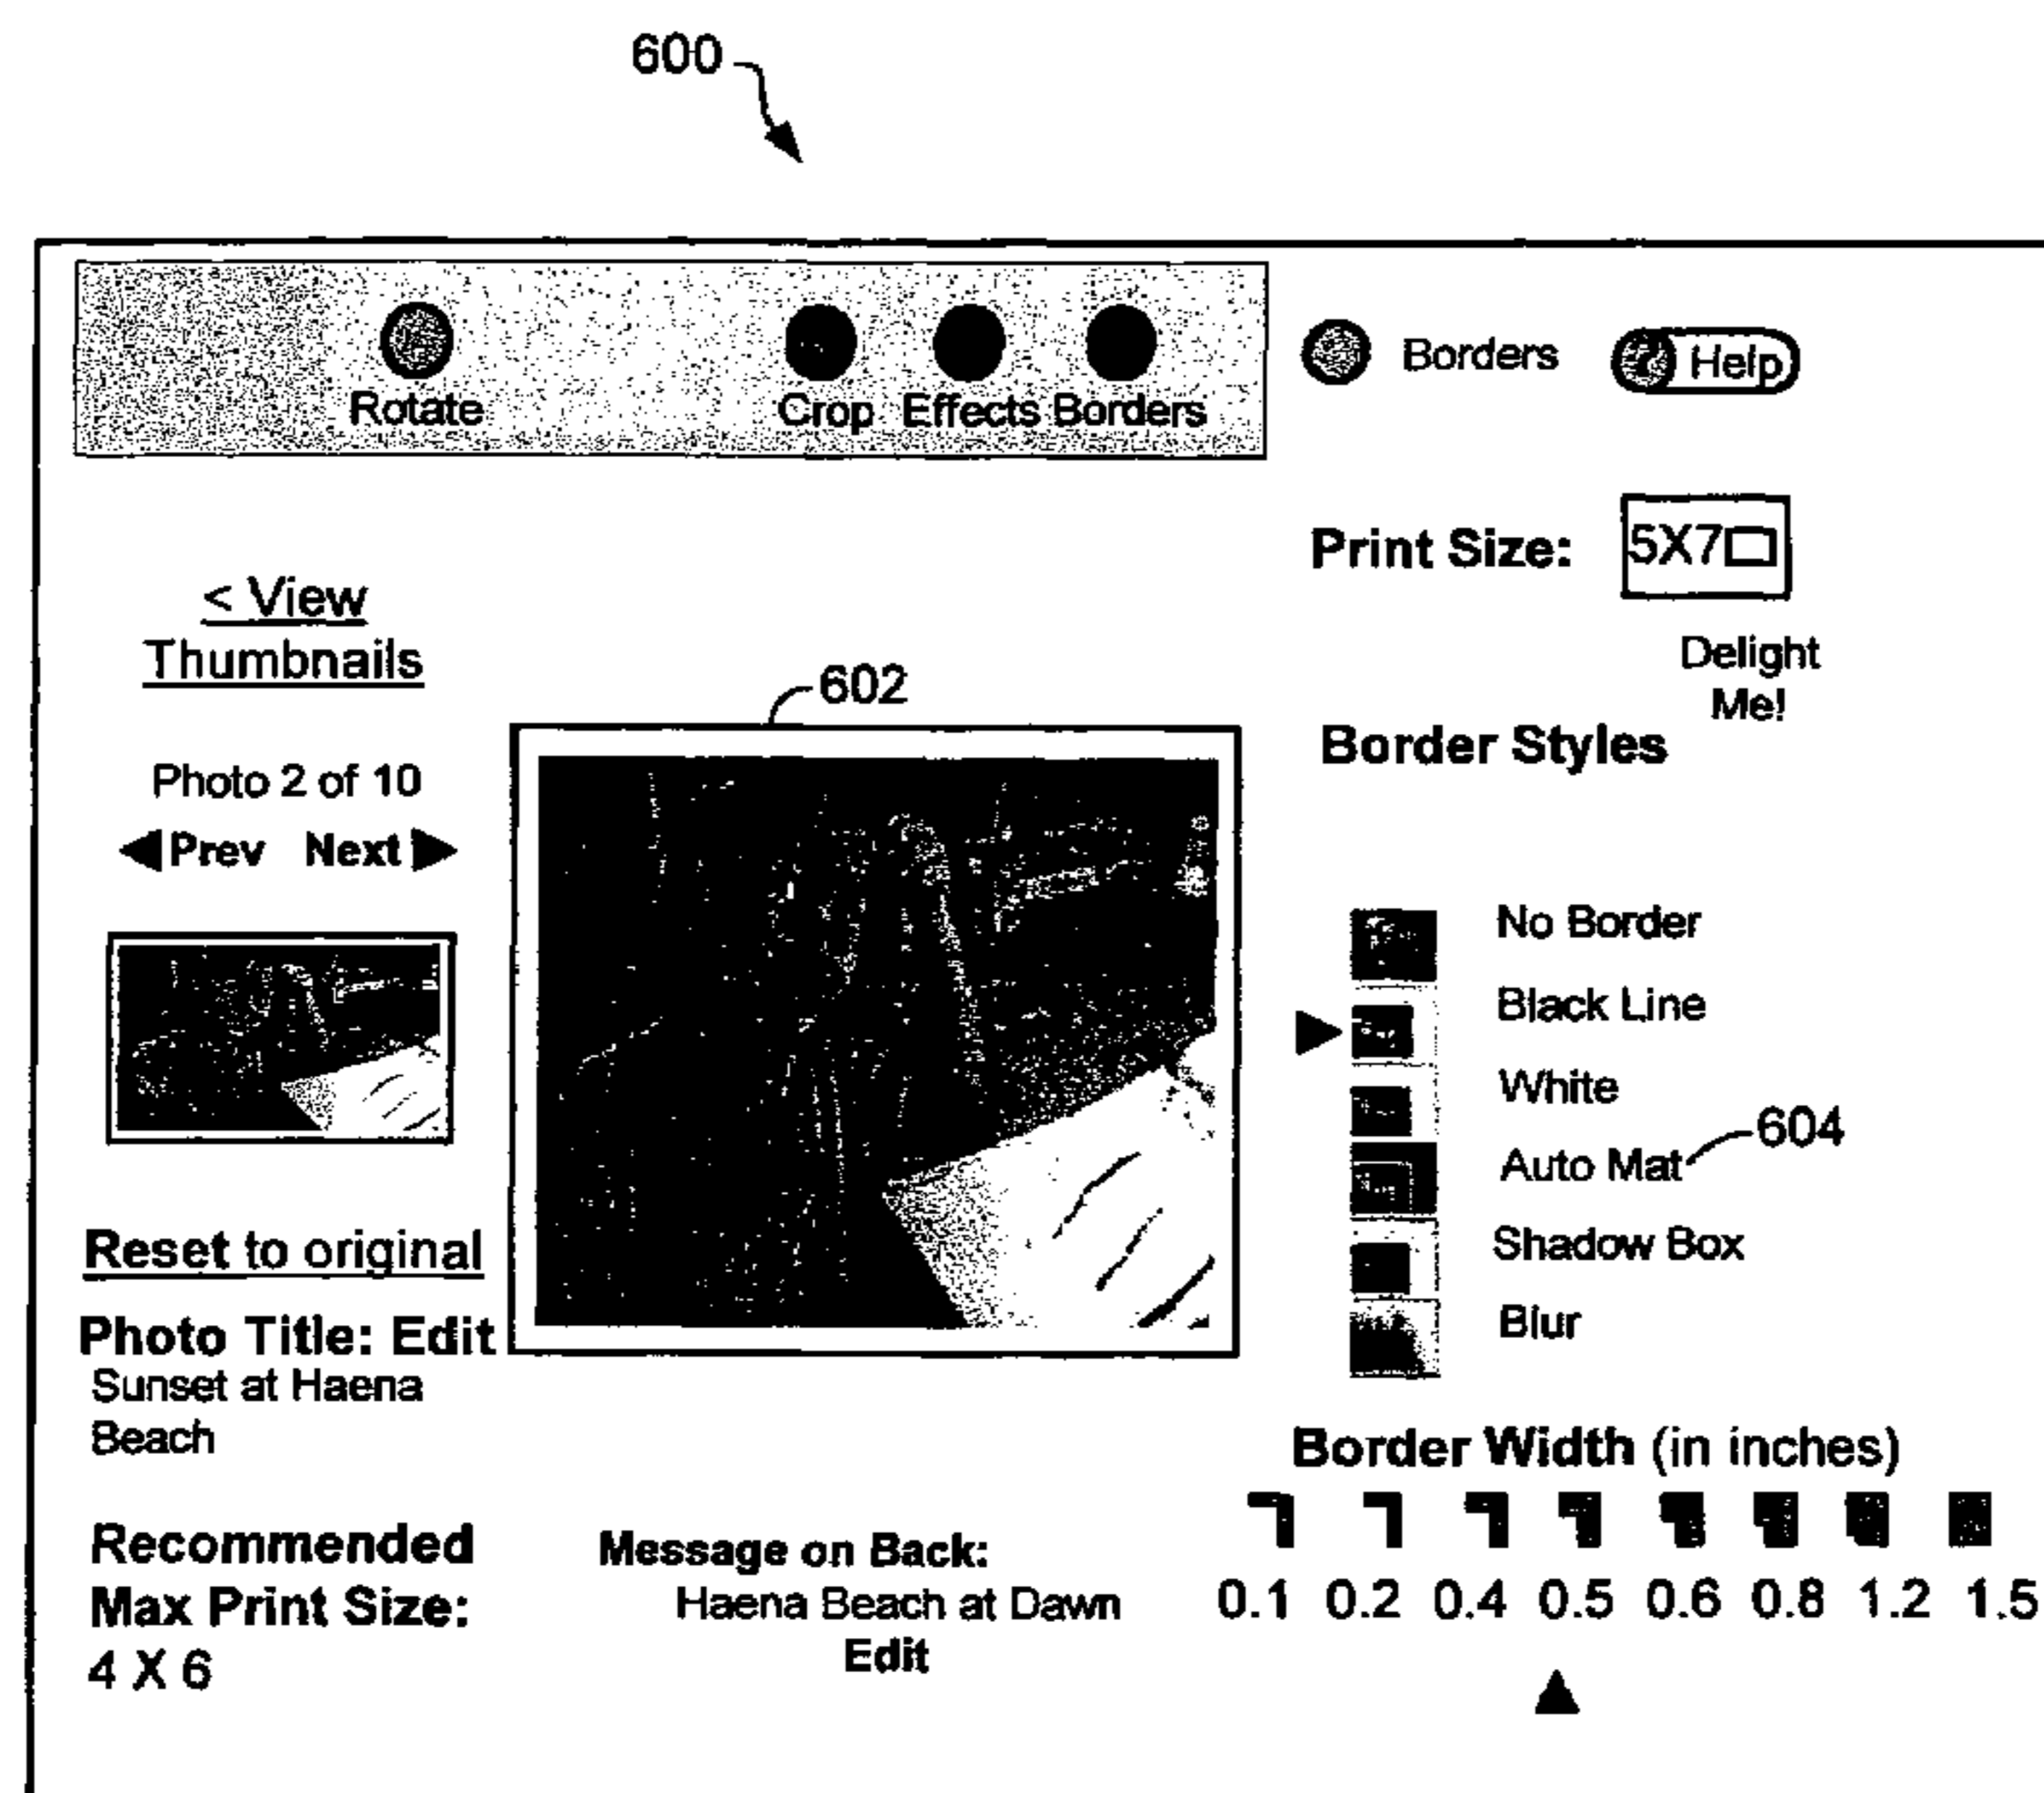 600
Rotate
Crop Effects Borders
Borders
? Help
Print Size: 5X7
Delight
Me!
< View
Thumbnails
Photo 2 of 10
Prev Next
602
Border Styles
No Border
Black Line
White
Auto Mat
604
Shadow Box
Blur
Reset to original
Photo Title: Edit
Sunset at Haena
Beach
Recommended
Max Print Size:
4 X 6
Message on Back:
Haena Beach at Dawn
Edit
Border Width (in inches)
0.1 0.2 0.4 0.5 0.6 0.8 1.2 1.5